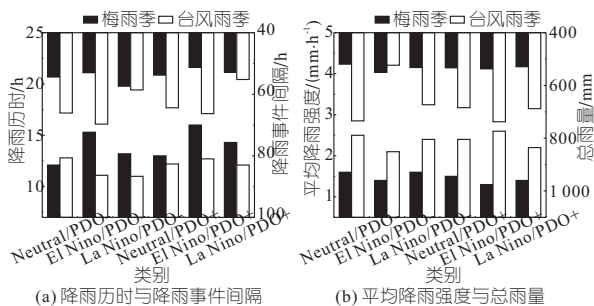 梅雨季 台风雨季
25 20 15 10
降雨历时/h
40 60 80 100
降雨事件间隔/h
Neutral/PDO-
El Nino/PDO-
La Nino/PDO-
Neutral/PDO+
El Nino/PDO+
La Nino/PDO+
类别
(a) 降雨历时与降雨事件间隔
梅雨季 台风雨季
5 4 3 2 1
平均降雨强度/(mm·h⁻¹)
400 600 800 1 000
总雨量/mm
Neutral/PDO-
El Nino/PDO-
La Nino/PDO-
Neutral/PDO+
El Nino/PDO+
La Nino/PDO+
类别
(b) 平均降雨强度与总雨量